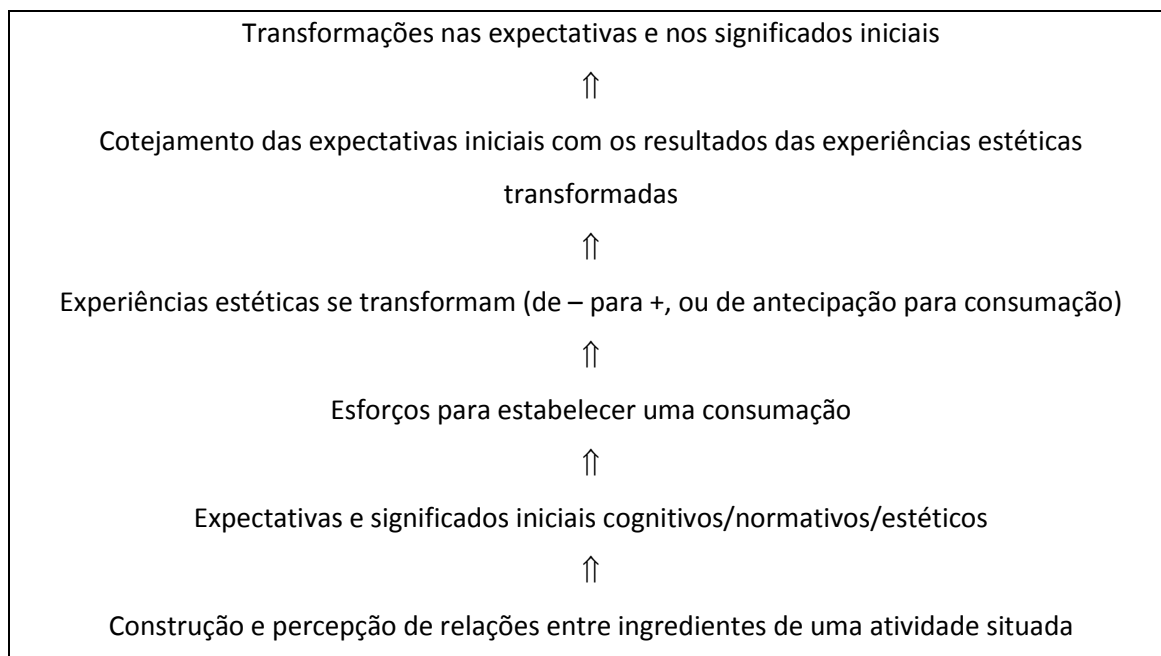 Transformações nas expectativas e nos significados iniciais
⇑
Cotejamento das expectativas iniciais com os resultados das experiências estéticas
transformadas
⇑
Experiências estéticas se transformam (de – para +, ou de antecipação para consumação)
⇑
Esforços para estabelecer uma consumação
⇑
Expectativas e significados iniciais cognitivos/normativos/estéticos
⇑
Construção e percepção de relações entre ingredientes de uma atividade situada